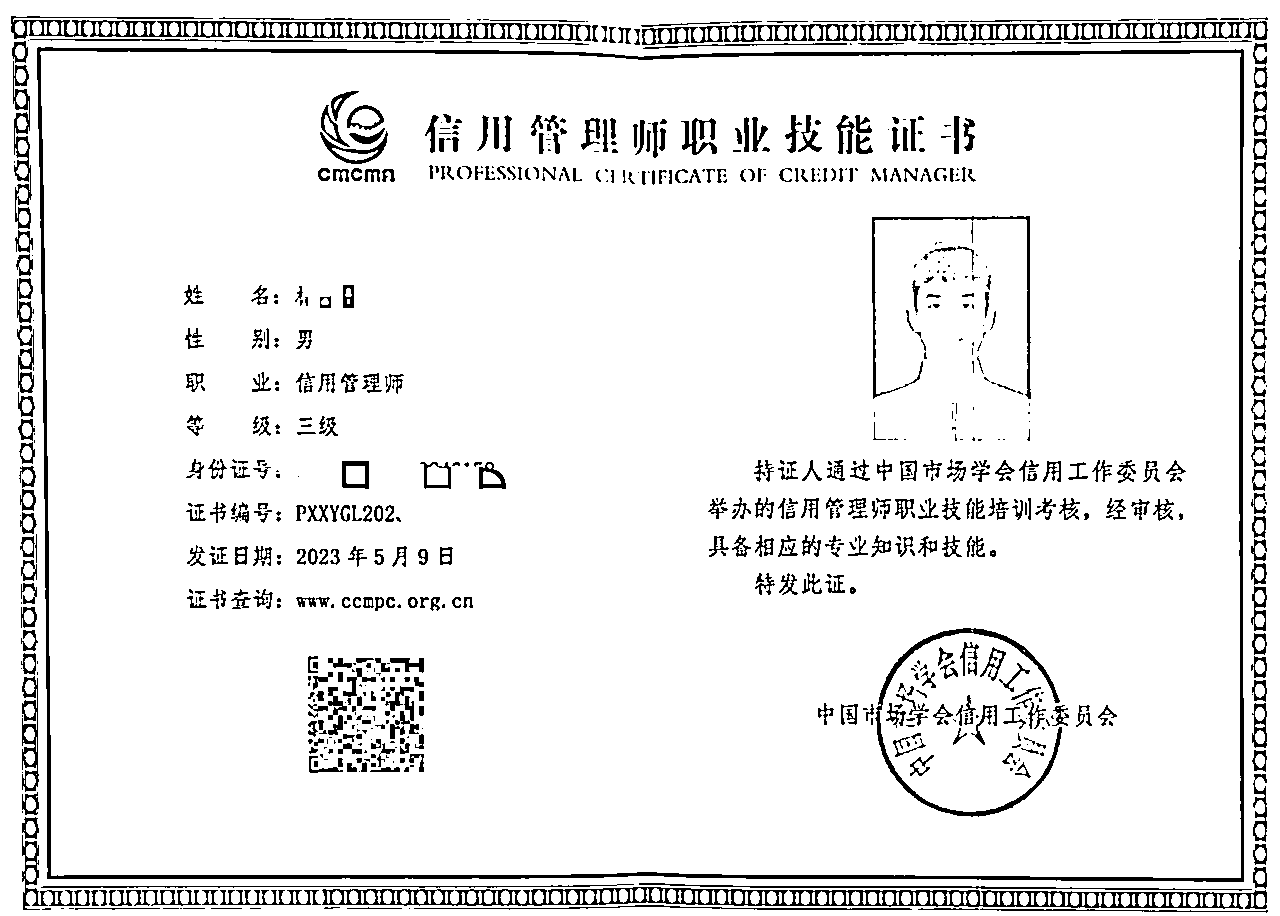 cmcma
信用管理师职业技能证书
PROFESSIONAL CERTIFICATE OF CREDIT MANAGER
姓 名：
性 别：男
职 业：信用管理师
等 级：三级
身份证号：
证书编号：PXXYGL202
发证日期：2023 年 5 月 9 日
证书查询：www.ccmpc.org.cn
持证人通过中国市场学会信用工作委员会
举办的信用管理师职业技能培训考核，经审核，
具备相应的专业知识和技能。
特发此证。
中国市场学会信用工作委员会
中国市场学会信用工作委员会